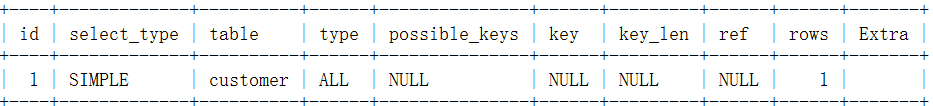 id select_type table type possible_keys key key_len ref rows Extra
1 SIMPLE customer ALL NULL NULL NULL NULL 1